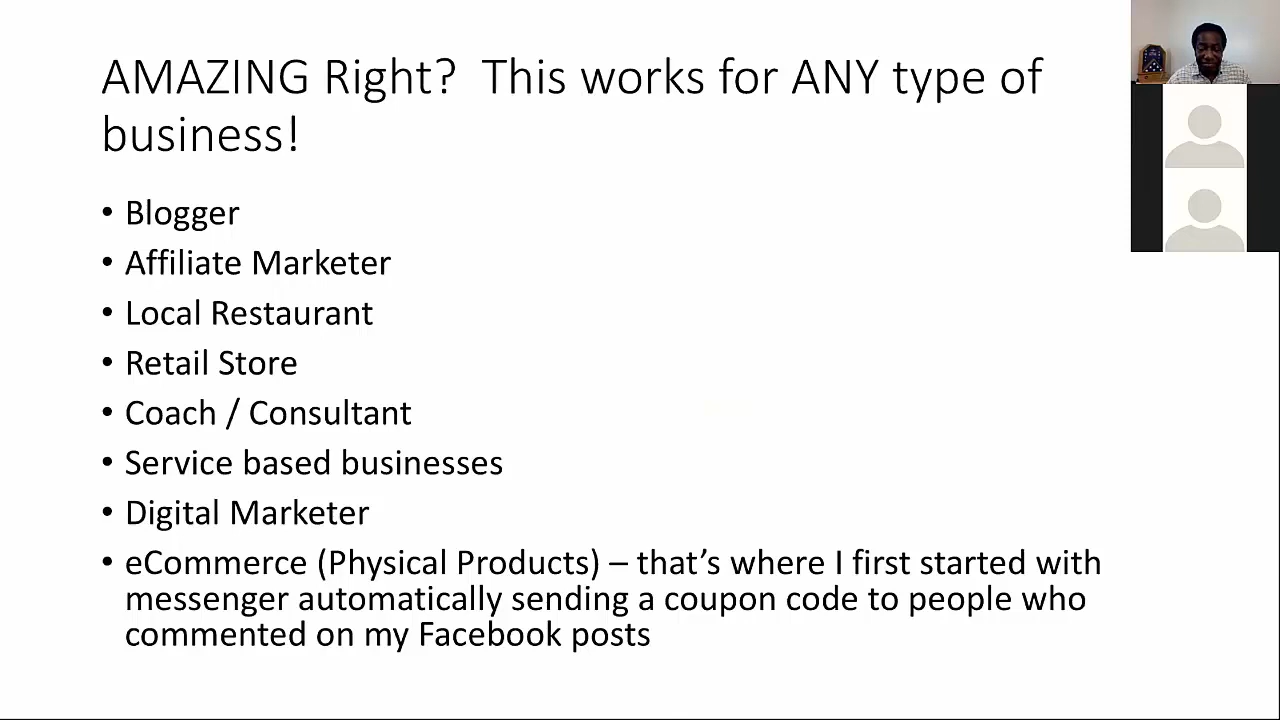 AMAZING Right?  This works for ANY type of
business!
• Blogger
• Affiliate Marketer
• Local Restaurant
• Retail Store
• Coach / Consultant
• Service based businesses
• Digital Marketer
• eCommerce (Physical Products) – that’s where I first started with
messenger automatically sending a coupon code to people who
commented on my Facebook posts